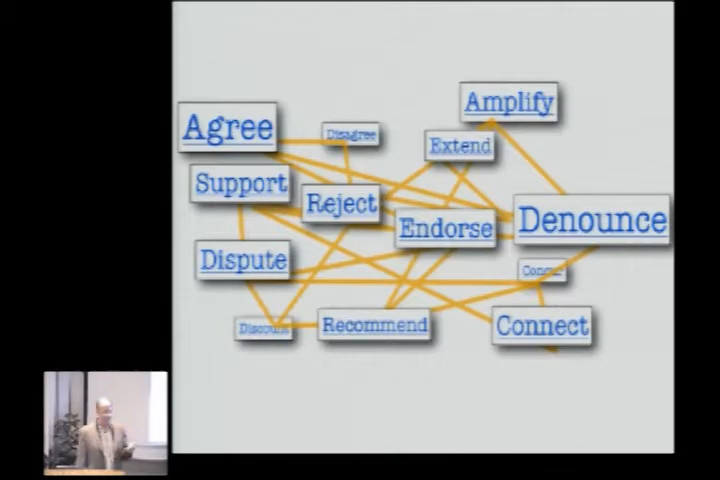 Amplify
Agree
Disagree
Extend
Support
Reject
Denounce
Endorse
Dispute
Recommend
Connect